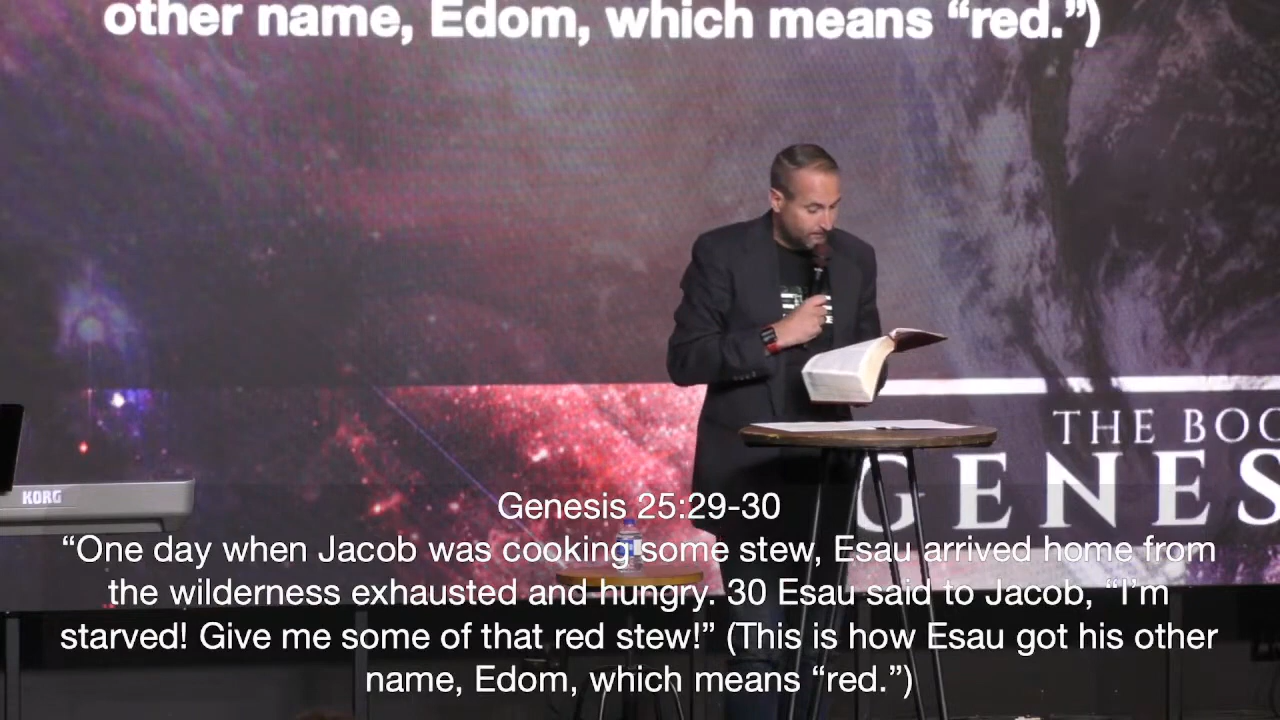 other name, Edom, which means “red.”)
THE BOO
GENES
KORG
Genesis 25:29-30
“One day when Jacob was cooking some stew, Esau arrived home from
the wilderness exhausted and hungry. 30 Esau said to Jacob, “I’m
starved! Give me some of that red stew!” (This is how Esau got his other
name, Edom, which means “red.”)